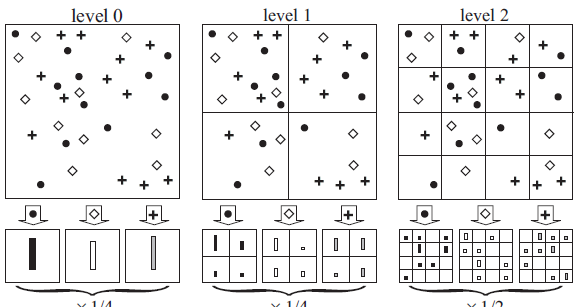 level 0
level 1
level 2
× 1/4
× 1/4
× 1/2